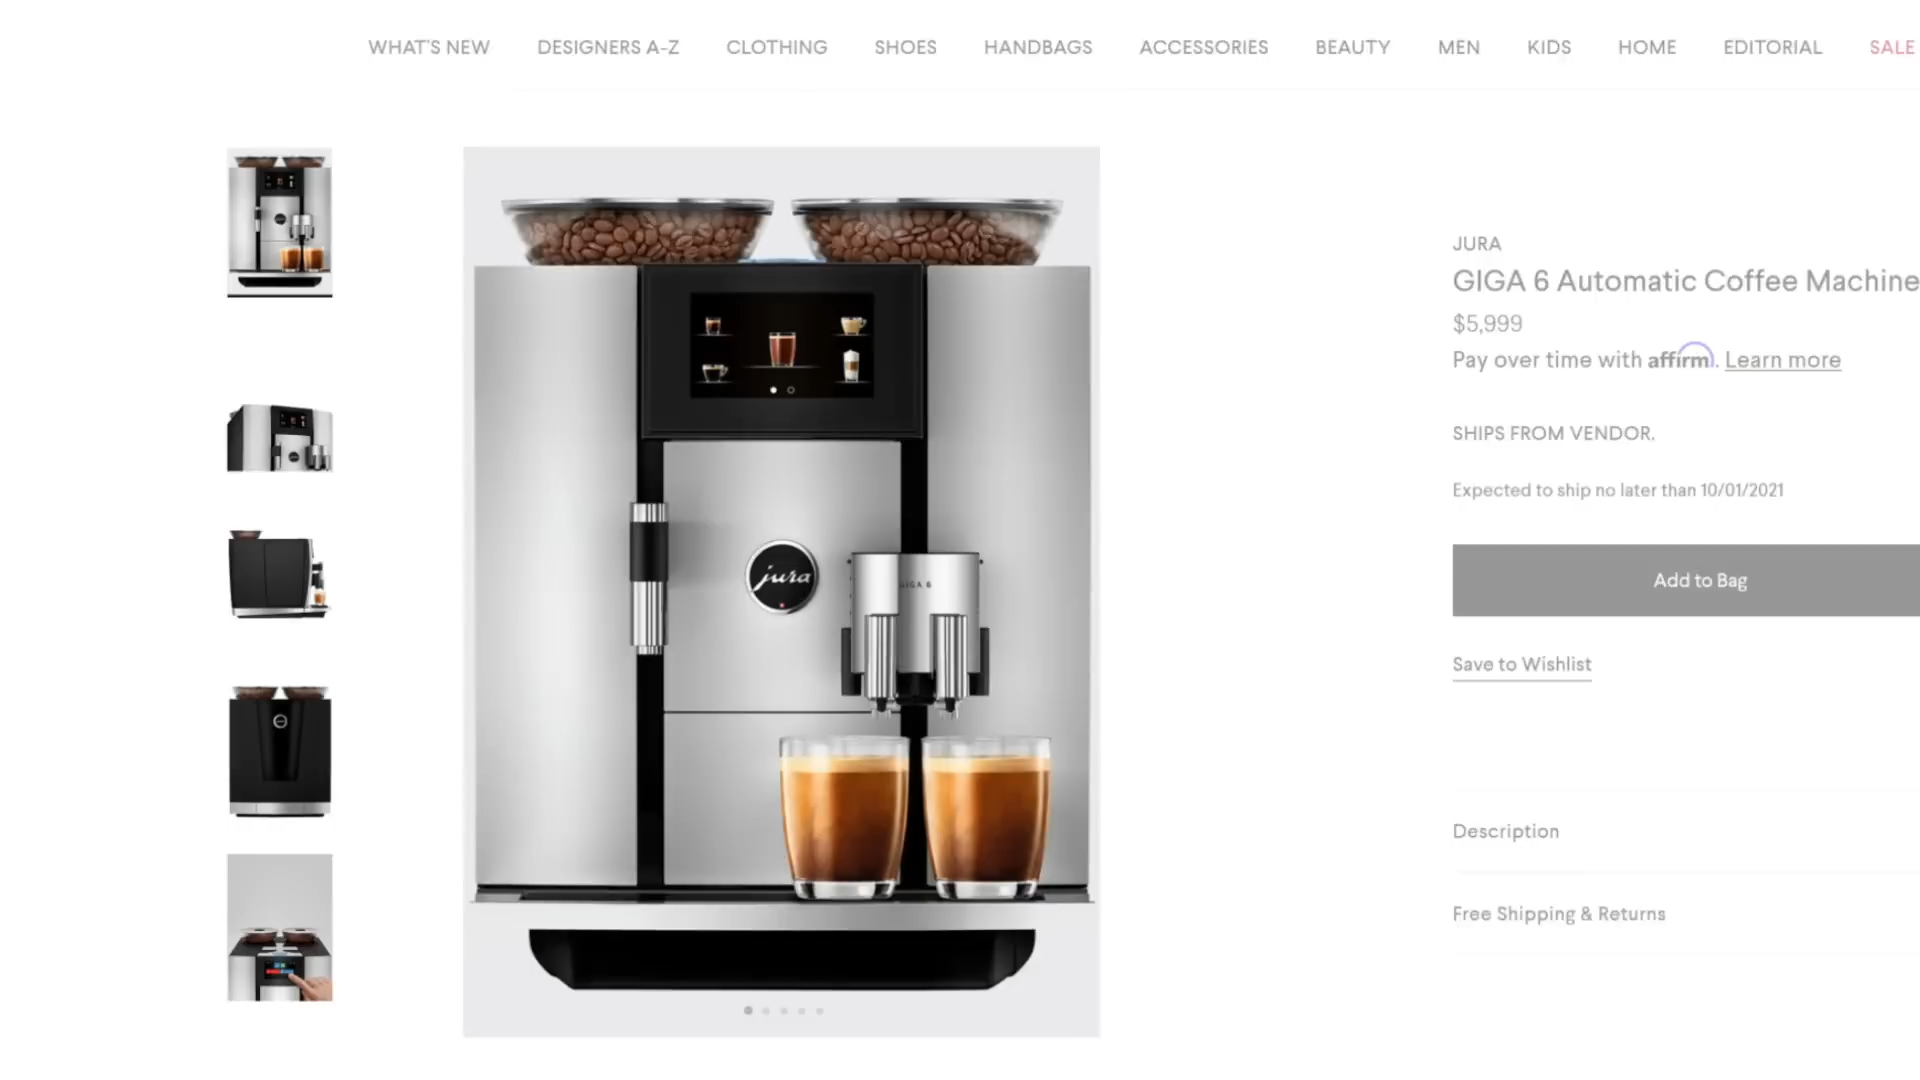 WHAT'S NEW DESIGNERS A-Z CLOTHING SHOES HANDBAGS ACCESSORIES BEAUTY MEN KIDS HOME EDITORIAL SALE
JURA
GIGA 6 Automatic Coffee Machine
$5,999
Pay over time with affirm. Learn more
SHIPS FROM VENDOR.
Expected to ship no later than 10/01/2021
Add to Bag
Save to Wishlist
Description
Free Shipping & Returns
jura
GIGA 6